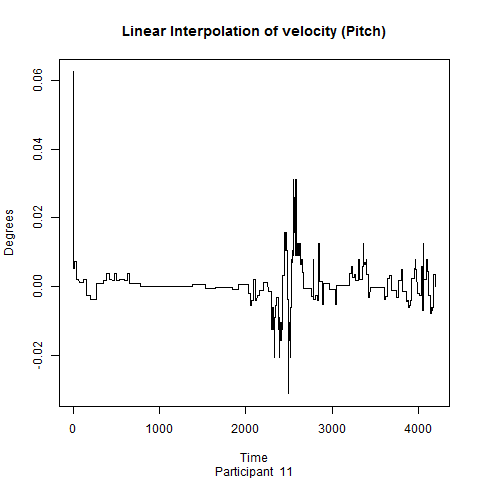 Linear Interpolation of velocity (Pitch)
Degrees
0.06
0.04
0.02
0.00
-0.02
0 1000 2000 3000 4000
Time
Participant 11